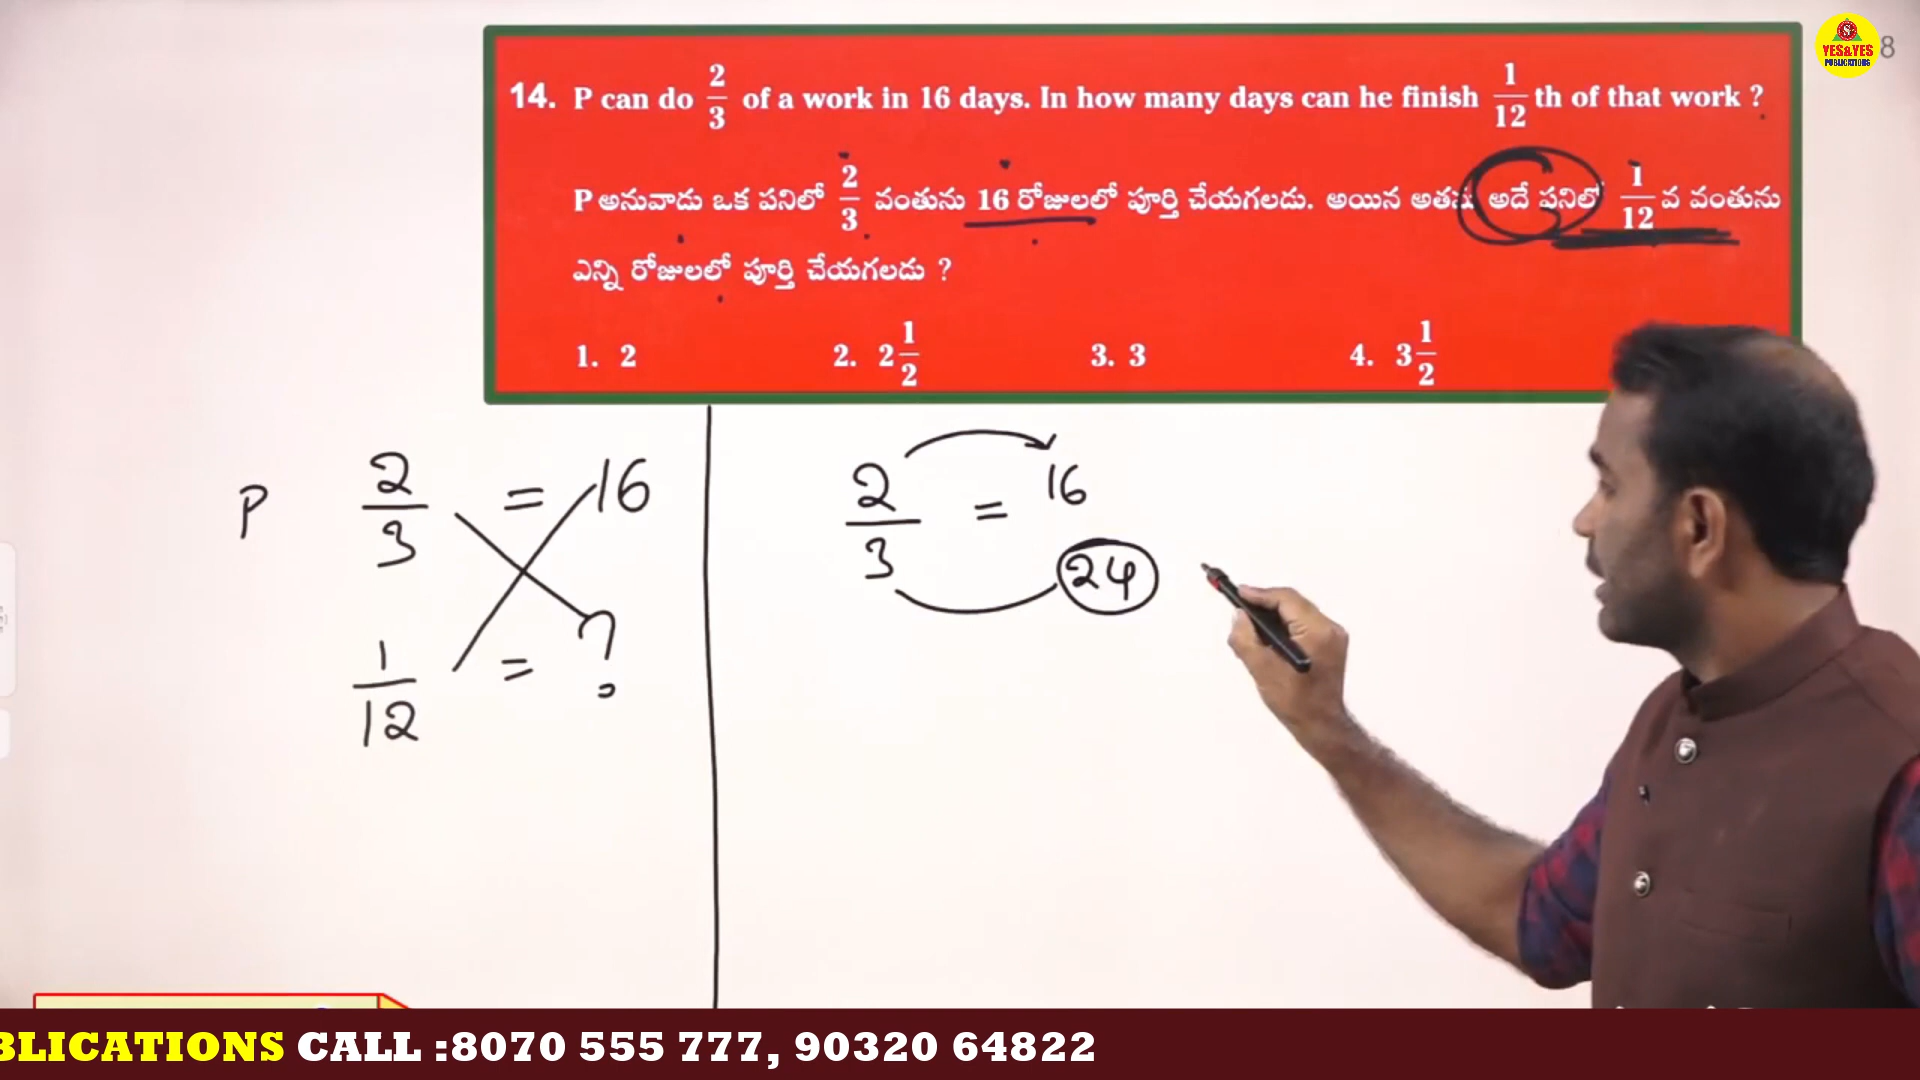 YES&YES
PUBLICATIONS
8
14. P can do 2/3 of a work in 16 days. In how many days can he finish 1/12 th of that work ?
P అనువాడు ఒక పనిలో 2/3 వంతును 16 రోజులలో పూర్తి చేయగలడు. అయిన అతను అదే పనిలో 1/12 వ వంతును
ఎన్ని రోజులలో పూర్తి చేయగలడు ?
1. 2 2. 2 1/2 3. 3 4. 3 1/2
P 2/3 = 16
1/12 = ?
2/3 = 16
24
BLICATIONS CALL :8070 555 777, 90320 64822